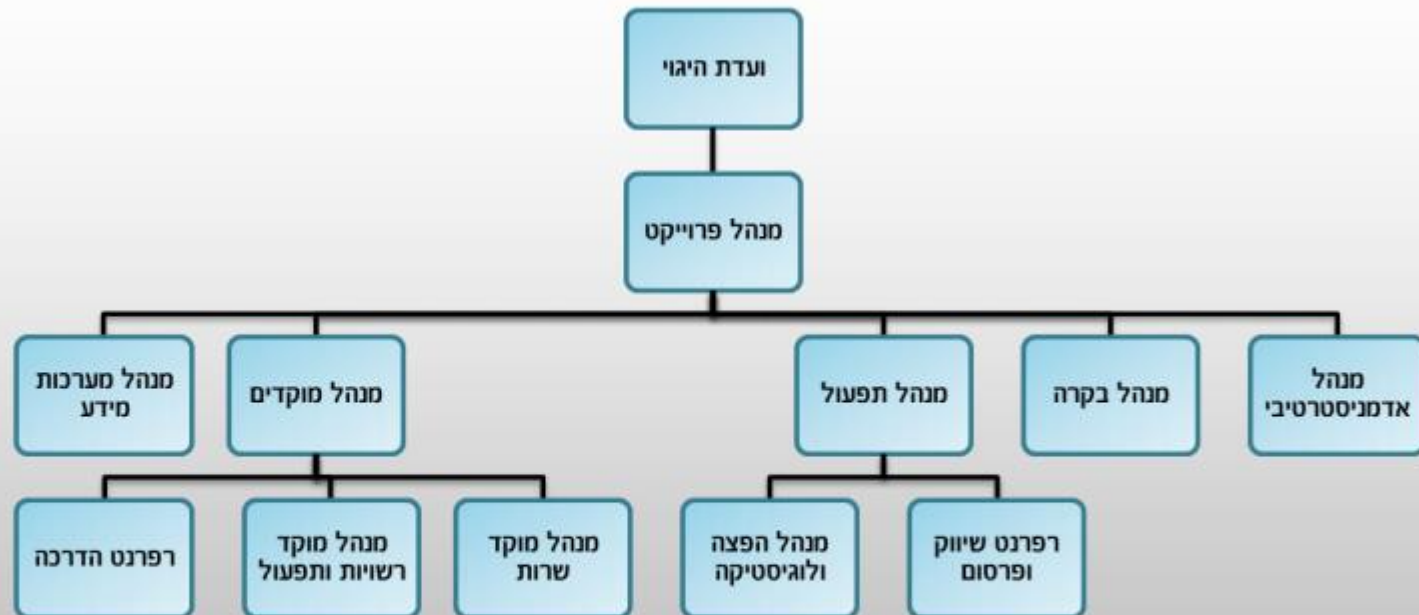 ועדת היגוי
מנהל פרוייקט
מנהל
אדמניסטרטיבי
מנהל בקרה
מנהל תפעול
מנהל מוקדים
מנהל מערכות
מידע
רפרנט שיווק
ופרסום
מנהל הפצה
ולוגיסטיקה
מנהל מוקד
שרות
מנהל מוקד
רשויות ותפעול
רפרנט הדרכה